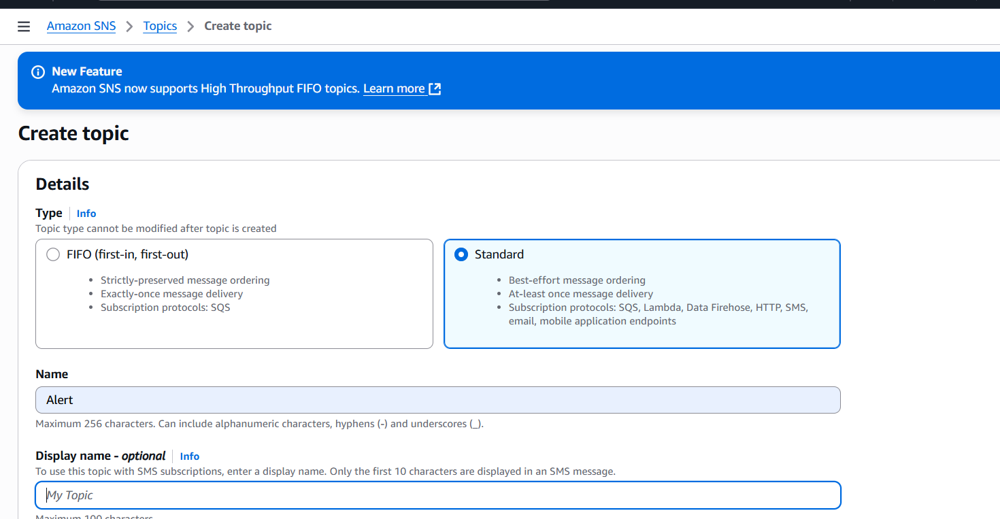 Amazon SNS > Topics > Create topic
New Feature
Amazon SNS now supports High Throughput FIFO topics. Learn more
Create topic
Details
Type Info
Topic type cannot be modified after topic is created
FIFO (first-in, first-out)
• Strictly-preserved message ordering
• Exactly-once message delivery
• Subscription protocols: SQS
Standard
• Best-effort message ordering
• At-least once message delivery
• Subscription protocols: SQS, Lambda, Data Firehose, HTTP, SMS,
email, mobile application endpoints
Name
Alert
Maximum 256 characters. Can include alphanumeric characters, hyphens (-) and underscores (_).
Display name - optional Info
To use this topic with SMS subscriptions, enter a display name. Only the first 10 characters are displayed in an SMS message.
My Topic
Maximum 100 characters.